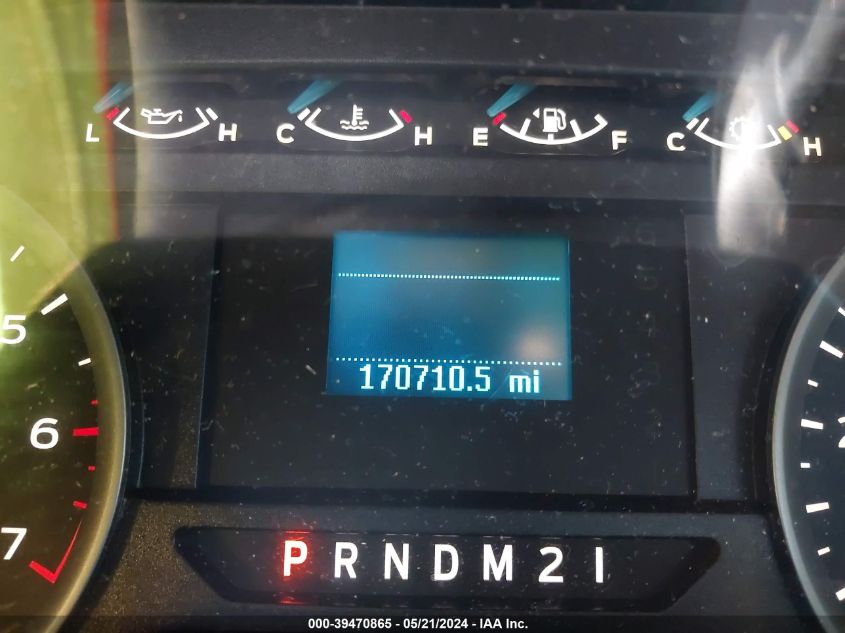 L H C H E F C H
5
170710.5 mi
6
7
P R N D M 2 1
000-39470865 - 05/21/2024 - IAA Inc.